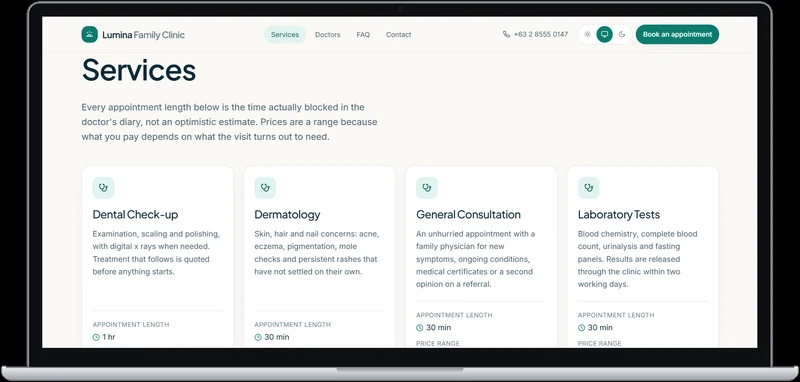 Lumina Family Clinic
Services
Doctors
FAQ
Contact
+63 2 8555 0147
Book an appointment
Services
Every appointment length below is the time actually blocked in the
doctor's diary, not an optimistic estimate. Prices are a range because
what you pay depends on what the visit turns out to need.
Dental Check-up
Examination, scaling and polishing,
with digital x rays when needed.
Treatment that follows is quoted
before anything starts.
APPOINTMENT LENGTH
1 hr
Dermatology
Skin, hair and nail concerns: acne,
eczema, pigmentation, mole
checks and persistent rashes that
have not settled on their own.
APPOINTMENT LENGTH
30 min
General Consultation
An unhurried appointment with a
family physician for new
symptoms, ongoing conditions,
medical certificates or a second
opinion on a referral.
APPOINTMENT LENGTH
30 min
PRICE RANGE
Laboratory Tests
Blood chemistry, complete blood
count, urinalysis and fasting
panels. Results are released
through the clinic within two
working days.
APPOINTMENT LENGTH
30 min
PRICE RANGE